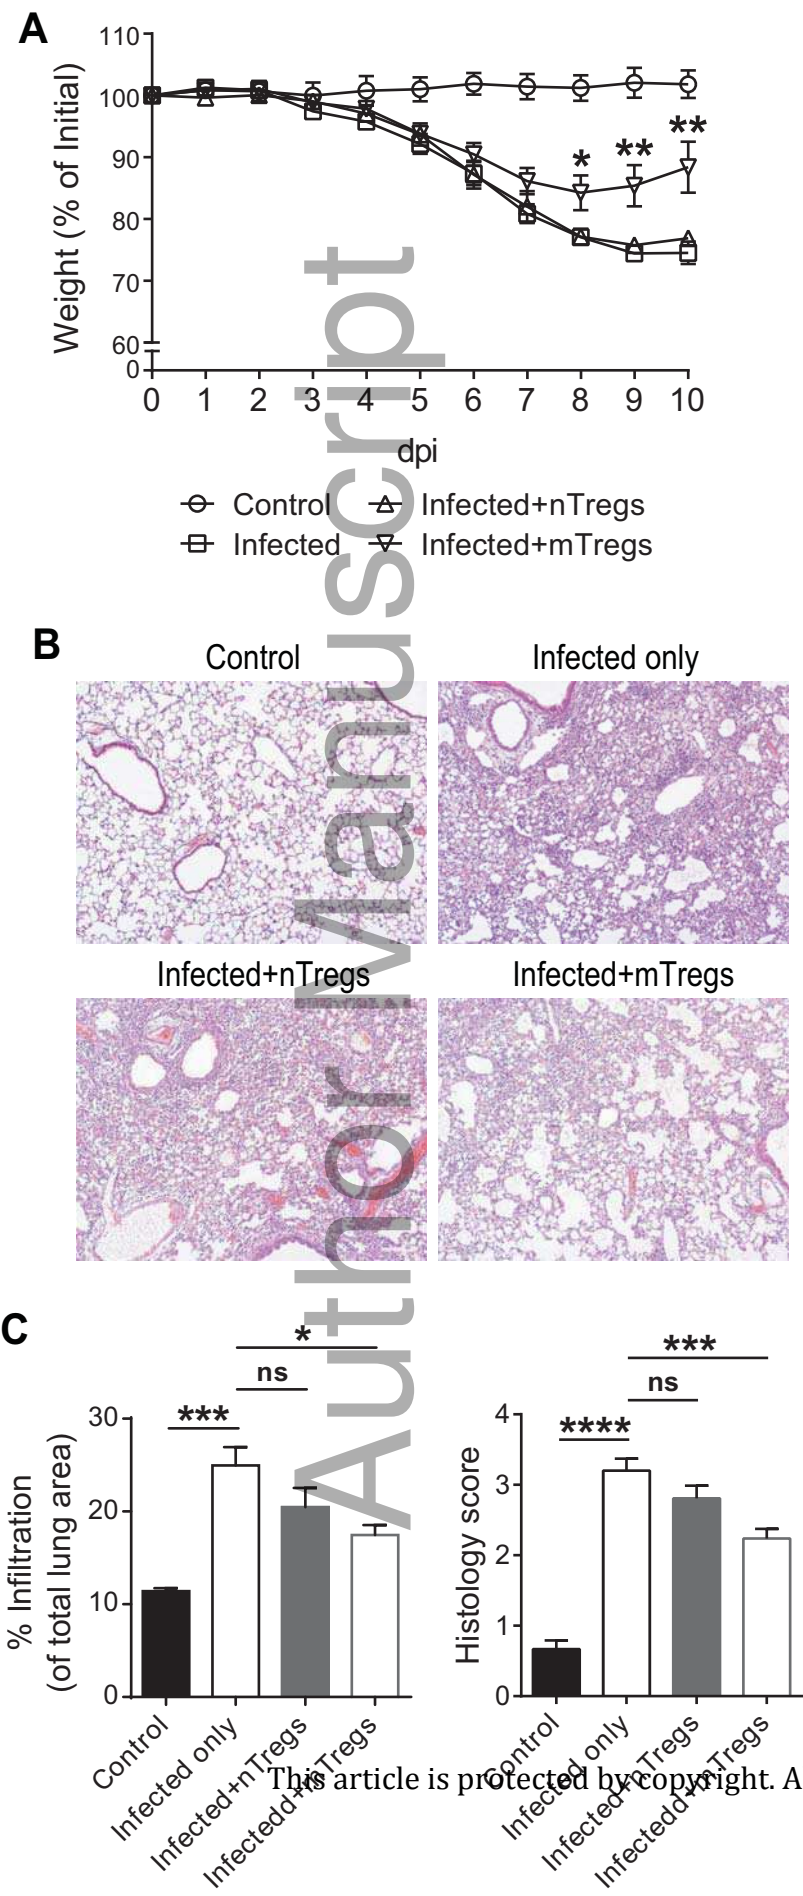 A
110
100
90
80
70
60
0
Weight (% of Initial)
* ** **
0 1 2 3 4 5 6 7 8 9 10
dpi
Control Infected+nTregs
Infected Infected+mTregs
B
Control Infected only
Infected+nTregs Infected+mTregs
C
*
ns
***
30
20
10
0
% Infiltration
(of total lung area)
Control
Infected only
Infected+nTregs
Infectedd+mTregs
***
ns
****
4
3
2
1
0
Histology score
Control
Infected only
Infected+nTregs
Infectedd+mTregs
Author Manuscript
This article is protected by copyright. A